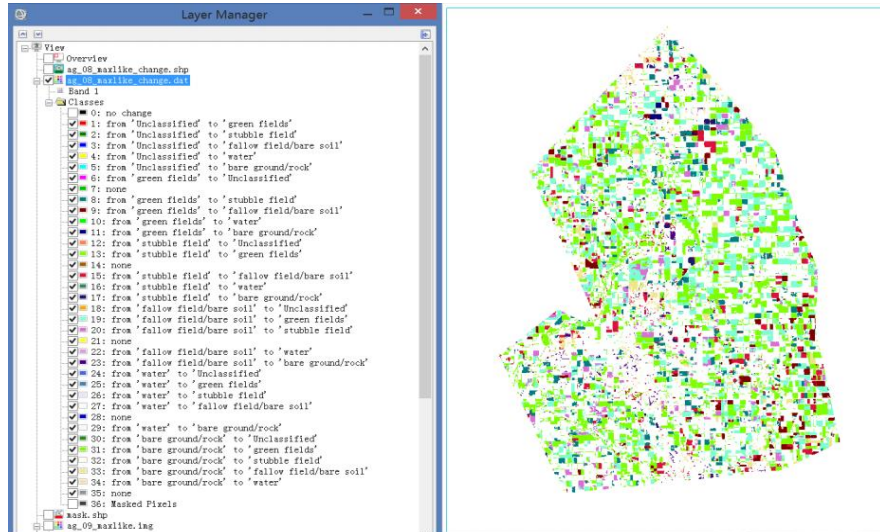 Layer Manager
View
Overview
ag_08_maxlike_change.shp
ag_08_maxlike_change.dat
Band 1
Classes
0: no change
1: from 'Unclassified' to 'green fields'
2: from 'Unclassified' to 'stubble field'
3: from 'Unclassified' to 'fallow field/bare soil'
4: from 'Unclassified' to 'water'
5: from 'Unclassified' to 'bare ground/rock'
6: from 'green fields' to 'Unclassified'
7: none
8: from 'green fields' to 'stubble field'
9: from 'green fields' to 'fallow field/bare soil'
10: from 'green fields' to 'water'
11: from 'green fields' to 'bare ground/rock'
12: from 'stubble field' to 'Unclassified'
13: from 'stubble field' to 'green fields'
14: none
15: from 'stubble field' to 'fallow field/bare soil'
16: from 'stubble field' to 'water'
17: from 'stubble field' to 'bare ground/rock'
18: from 'fallow field/bare soil' to 'Unclassified'
19: from 'fallow field/bare soil' to 'green fields'
20: from 'fallow field/bare soil' to 'stubble field'
21: none
22: from 'fallow field/bare soil' to 'water'
23: from 'fallow field/bare soil' to 'bare ground/rock'
24: from 'water' to 'Unclassified'
25: from 'water' to 'green fields'
26: from 'water' to 'stubble field'
27: from 'water' to 'fallow field/bare soil'
28: none
29: from 'water' to 'bare ground/rock'
30: from 'bare ground/rock' to 'Unclassified'
31: from 'bare ground/rock' to 'green fields'
32: from 'bare ground/rock' to 'stubble field'
33: from 'bare ground/rock' to 'fallow field/bare soil'
34: from 'bare ground/rock' to 'water'
35: none
36: Masked Pixels
mask.shp
ag_09_maxlike.img